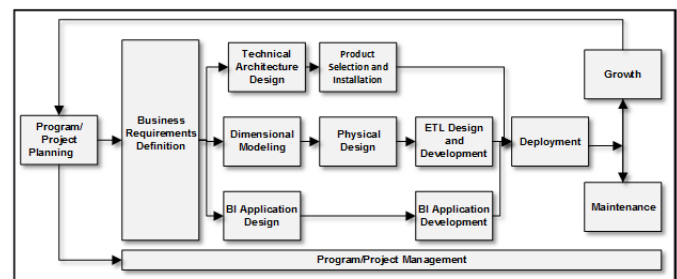 Technical
Architecture
Design
Product
Selection and
Installation
Growth
Program/
Project
Planning
Business
Requirements
Definition
Dimensional
Modeling
Physical
Design
ETL Design
and
Development
Deployment
BI Application
Design
BI Application
Development
Maintenance
Program/Project Management